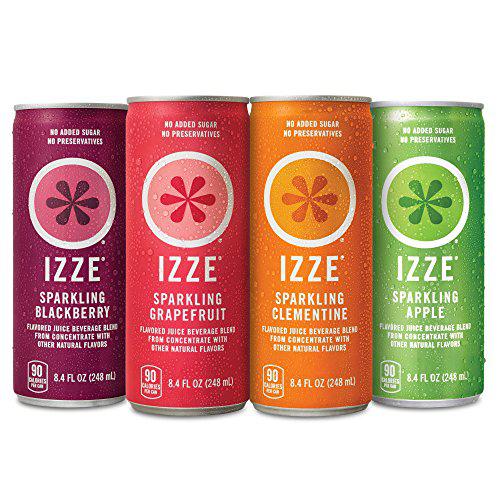 NO ADDED SUGAR
NO PRESERVATIVES
IZZE®
SPARKLING
BLACKBERRY
FLAVORED JUICE BEVERAGE BLEND
FROM CONCENTRATE WITH
OTHER NATURAL FLAVORS
90
CALORIES
PER CAN
8.4 FL OZ (248 mL)
NO ADDED SUGAR
NO PRESERVATIVES
IZZE®
SPARKLING
GRAPEFRUIT
FLAVORED JUICE BEVERAGE BLEND
FROM CONCENTRATE WITH
OTHER NATURAL FLAVORS
90
CALORIES
PER CAN
8.4 FL OZ (248 mL)
NO ADDED SUGAR
NO PRESERVATIVES
IZZE®
SPARKLING
CLEMENTINE
FLAVORED JUICE BEVERAGE BLEND
FROM CONCENTRATE WITH
OTHER NATURAL FLAVORS
90
CALORIES
PER CAN
8.4 FL OZ (248 mL)
NO ADDED SUGAR
NO PRESERVATIVES
IZZE®
SPARKLING
APPLE
FLAVORED JUICE BEVERAGE BLEND
FROM CONCENTRATE WITH
OTHER NATURAL FLAVORS
90
CALORIES
PER CAN
8.4 FL OZ (248 mL)